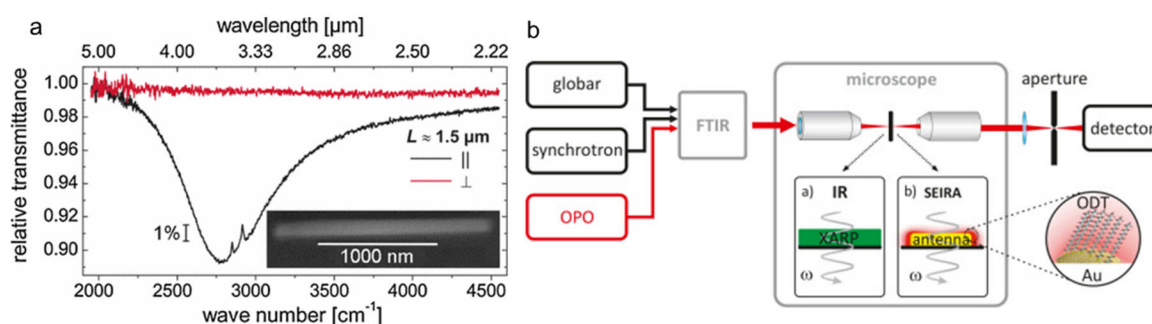 a
wavelength [µm]
5.00 4.00 3.33 2.86 2.50 2.22
relative transmittance
1.00
0.98
0.96
0.94
0.92
0.90
L ≈ 1.5 µm
||
⊥
1%
1000 nm
2000 2500 3000 3500 4000 4500
wave number [cm⁻¹]
b
globar
synchrotron
OPO
FTIR
microscope
aperture
detector
a) IR
XARP
ω
b) SEIRA
antenna
ω
ODT
Au